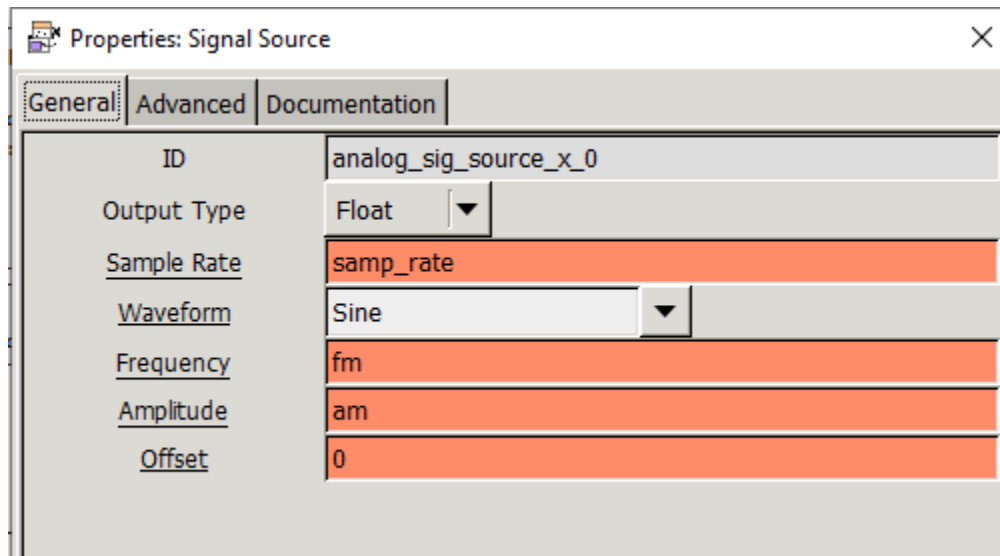 Properties: Signal Source
General Advanced Documentation
ID analog_sig_source_x_0
Output Type Float
Sample Rate samp_rate
Waveform Sine
Frequency fm
Amplitude am
Offset 0